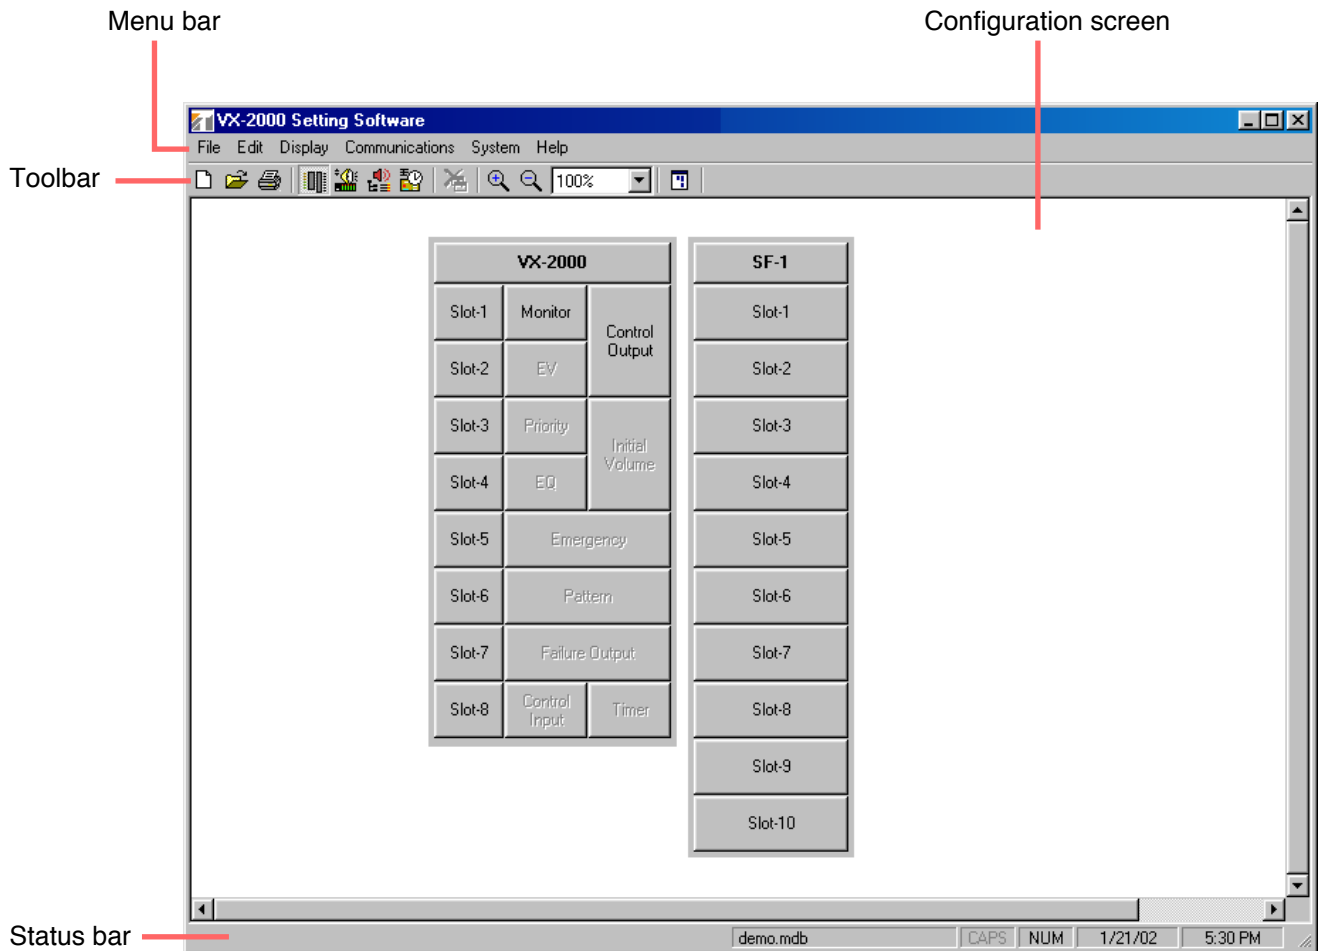 Menu bar
Configuration screen
VX-2000 Setting Software
File Edit Display Communications System Help
Toolbar
100%
VX-2000
SF-1
Slot-1
Monitor
Control
Output
Slot-1
Slot-2
EV
Slot-2
Slot-3
Priority
Initial
Volume
Slot-3
Slot-4
EQ
Slot-4
Slot-5
Emergency
Slot-5
Slot-6
Pattern
Slot-6
Slot-7
Failure Output
Slot-7
Slot-8
Control
Input
Timer
Slot-8
Slot-9
Slot-10
Status bar
demo.mdb
CAPS
NUM
1/21/02
5:30 PM